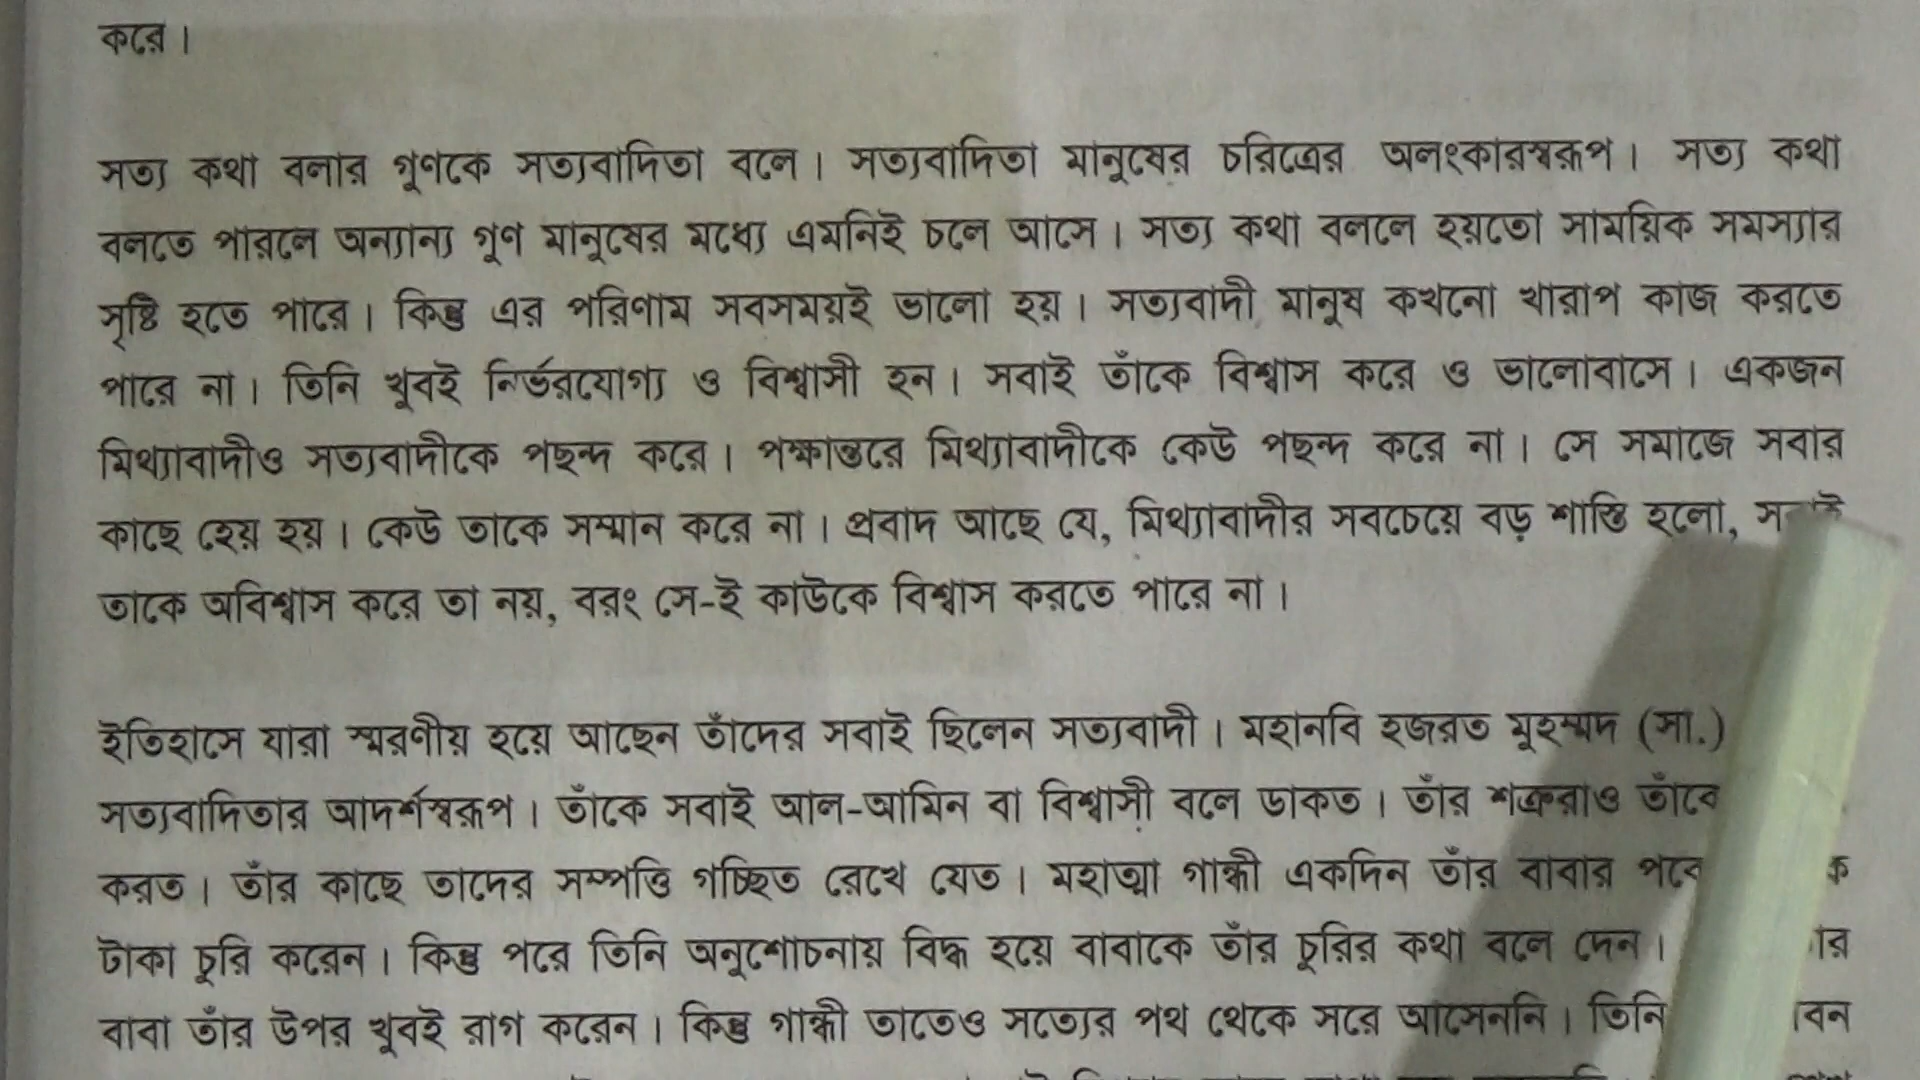 করে।
সত্য কথা বলার গুণকে সত্যবাদিতা বলে। সত্যবাদিতা মানুষের চরিত্রের অলংকারস্বরূপ। সত্য কথা
বলতে পারলে অন্যান্য গুণ মানুষের মধ্যে এমনিই চলে আসে। সত্য কথা বললে হয়তো সাময়িক সমস্যার
সৃষ্টি হতে পারে। কিন্তু এর পরিণাম সবসময়ই ভালো হয়। সত্যবাদী মানুষ কখনো খারাপ কাজ করতে
পারে না। তিনি খুবই নির্ভরযোগ্য ও বিশ্বাসী হন। সবাই তাঁকে বিশ্বাস করে ও ভালোবাসে। একজন
মিথ্যাবাদীও সত্যবাদীকে পছন্দ করে। পক্ষান্তরে মিথ্যাবাদীকে কেউ পছন্দ করে না। সে সমাজে সবার
কাছে হেয় হয়। কেউ তাকে সম্মান করে না। প্রবাদ আছে যে, মিথ্যাবাদীর সবচেয়ে বড় শাস্তি হলো,
তাকে অবিশ্বাস করে তা নয়, বরং সে-ই কাউকে বিশ্বাস করতে পারে না।
ইতিহাসে যারা স্মরণীয় হয়ে আছেন তাঁদের সবাই ছিলেন সত্যবাদী। মহানবি হজরত মুহম্মদ (সা.)
সত্যবাদিতার আদর্শস্বরূপ। তাঁকে সবাই আল-আমিন বা বিশ্বাসী বলে ডাকত। তাঁর শত্রুরাও
করত। তাঁর কাছে তাদের সম্পত্তি গচ্ছিত রেখে যেত। মহাত্মা গান্ধী একদিন তাঁর বাবার
টাকা চুরি করেন। কিন্তু পরে তিনি অনুশোচনায় বিদ্ধ হয়ে বাবাকে তাঁর চুরির কথা বলে দেন।
বাবা তাঁর উপর খুবই রাগ করেন। কিন্তু গান্ধী তাতেও সত্যের পথ থেকে সরে আসেননি। তিনি